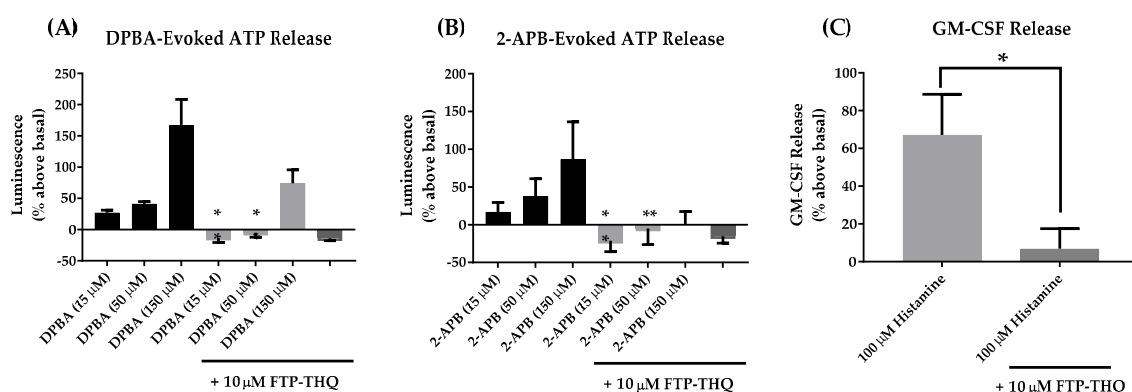 (A)
DPBA-Evoked ATP Release
Luminescence
(% above basal)
250
200
150
100
50
0
-50
*
*
*
*
DPBA (15 μM)
DPBA (50 μM)
DPBA (150 μM)
DPBA (15 μM)
DPBA (50 μM)
DPBA (150 μM)
+ 10 μM FTP-THQ
(B)
2-APB-Evoked ATP Release
Luminescence
(% above basal)
200
150
100
50
0
-50
*
**
*
2-APB (15 μM)
2-APB (50 μM)
2-APB (150 μM)
2-APB (15 μM)
2-APB (50 μM)
2-APB (150 μM)
+ 10 μM FTP-THQ
(C)
GM-CSF Release
GM-CSF Release
(% above basal)
100
80
60
40
20
0
*
100 μM Histamine
100 μM Histamine
+ 10 μM FTP-THQ